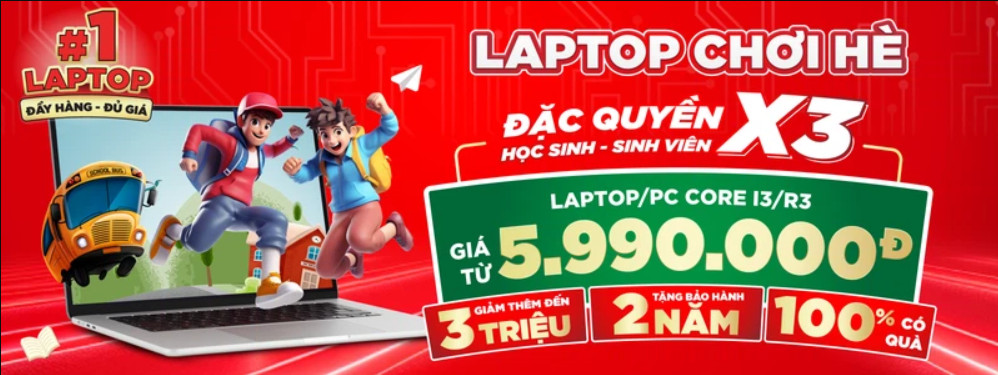 #1
LAPTOP
ĐẦY HÀNG - ĐỦ GIÁ
SCHOOL BUS
LAPTOP CHƠI HÈ
ĐẶC QUYỀN
HỌC SINH - SINH VIÊN
X3
LAPTOP/PC CORE I3/R3
GIÁ TỪ 5.990.000Đ
GIẢM THÊM ĐẾN
3 TRIỆU
TẶNG BẢO HÀNH
2 NĂM
100% CÓ QUÀ